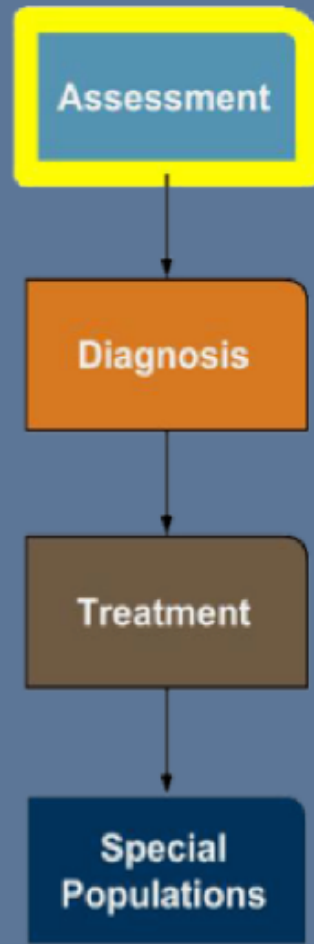 Assessment
Diagnosis
Treatment
Special
Populations